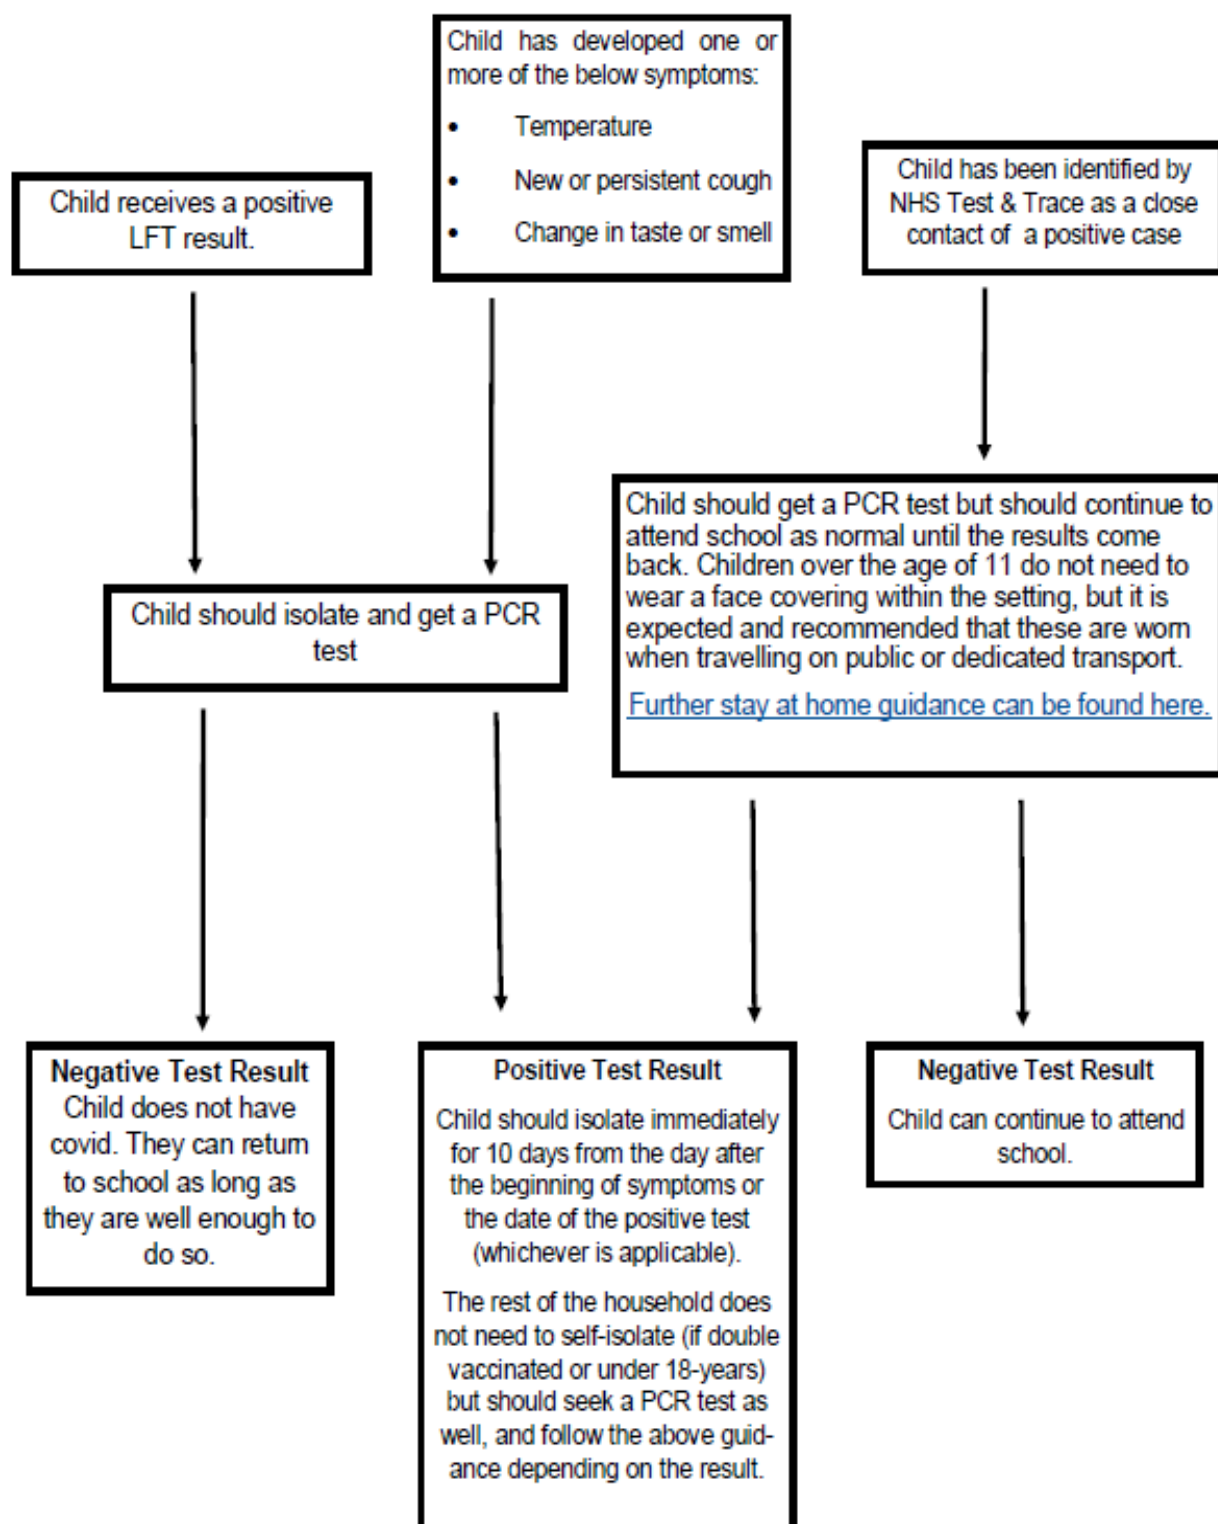 Child has developed one or
more of the below symptoms:
• Temperature
• New or persistent cough
• Change in taste or smell
Child receives a positive
LFT result.
Child has been identified by
NHS Test & Trace as a close
contact of a positive case
Child should isolate and get a PCR
test
Child should get a PCR test but should continue to
attend school as normal until the results come
back. Children over the age of 11 do not need to
wear a face covering within the setting, but it is
expected and recommended that these are worn
when travelling on public or dedicated transport.
Further stay at home guidance can be found here.
Negative Test Result
Child does not have
covid. They can return
to school as long as
they are well enough to
do so.
Positive Test Result
Child should isolate immediately
for 10 days from the day after
the beginning of symptoms or
the date of the positive test
(whichever is applicable).
The rest of the household does
not need to self-isolate (if double
vaccinated or under 18-years)
but should seek a PCR test as
well, and follow the above guid-
ance depending on the result.
Negative Test Result
Child can continue to attend
school.